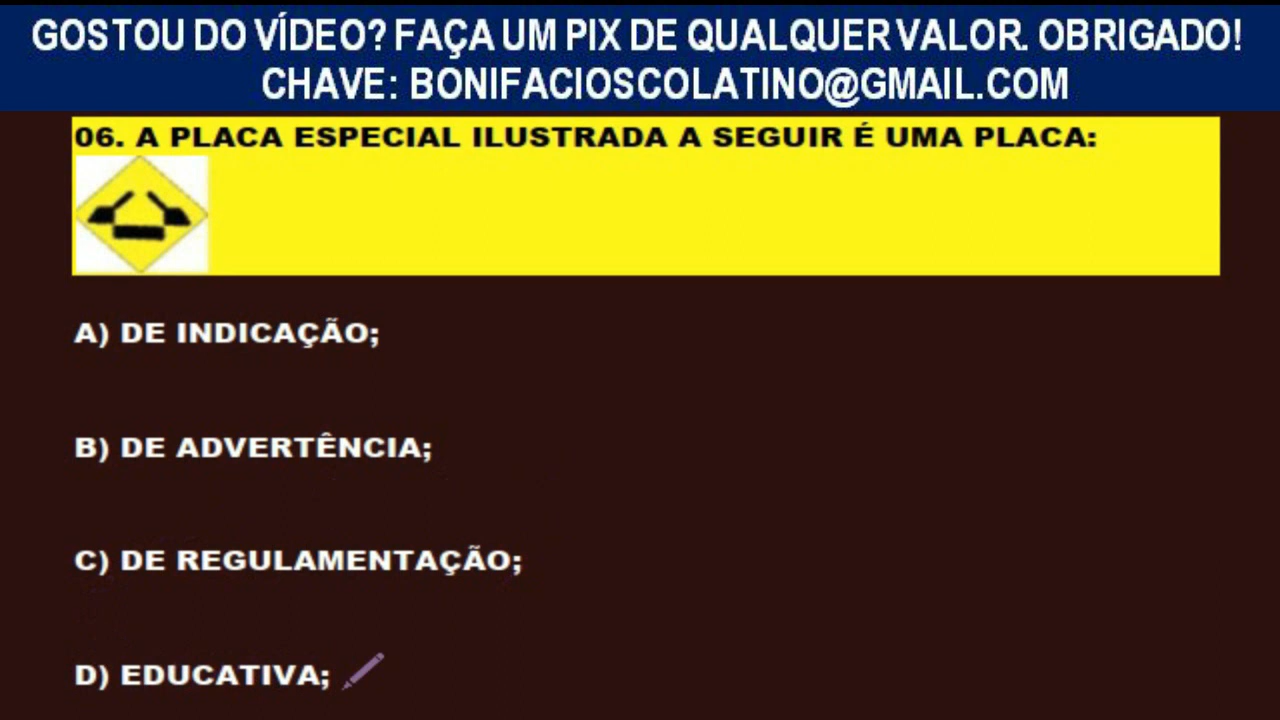 GOSTOU DO VÍDEO? FAÇA UM PIX DE QUALQUER VALOR. OBRIGADO!
CHAVE: BONIFACIOSCOLATINO@GMAIL.COM
06. A PLACA ESPECIAL ILUSTRADA A SEGUIR É UMA PLACA:
A) DE INDICAÇÃO;
B) DE ADVERTÊNCIA;
C) DE REGULAMENTAÇÃO;
D) EDUCATIVA;